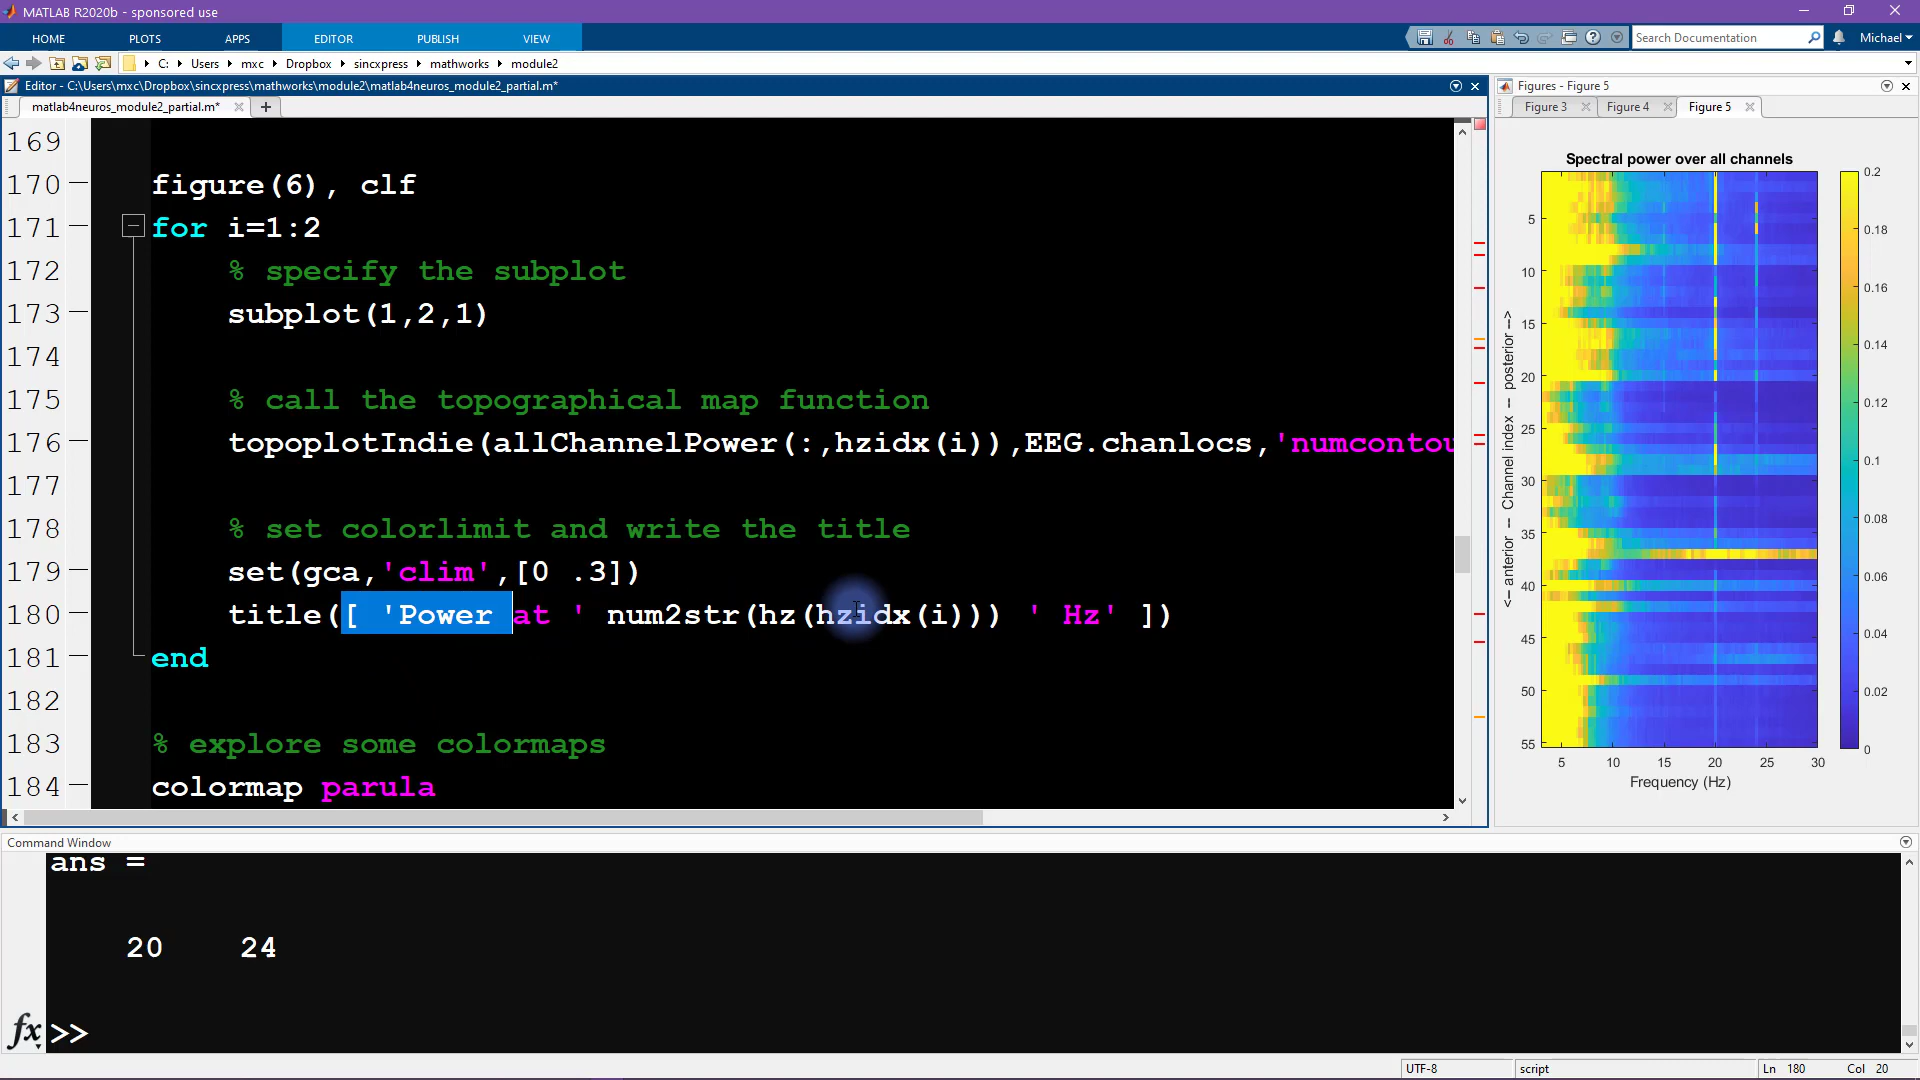 MATLAB R2020b - sponsored use
HOME PLOTS APPS EDITOR PUBLISH VIEW
Search Documentation
Michael
C: Users mxc Dropbox sincxpress mathworks module2
Editor - C:\Users\mxc\Dropbox\sincxpress\mathworks\module2\matlab4neuros_module2_partial.m*
matlab4neuros_module2_partial.m*
169
170 figure(6), clf
171 for i=1:2
172 % specify the subplot
173 subplot(1,2,1)
174
175 % call the topographical map function
176 topoplotIndie(allChannelPower(:,hzidx(i)),EEG.chanlocs,'numcontou
177
178 % set colorlimit and write the title
179 set(gca,'clim',[0 .3])
180 title([ 'Power at ' num2str(hz(hzidx(i))) ' Hz' ])
181 end
182
183 % explore some colormaps
184 colormap parula
Figures - Figure 5
Figure 3 Figure 4 Figure 5
Spectral power over all channels
<-- anterior -- Channel index -- posterior -->
5
10
15
20
25
30
35
40
45
50
55
5 10 15 20 25 30
Frequency (Hz)
0.2
0.18
0.16
0.14
0.12
0.1
0.08
0.06
0.04
0.02
0
Command Window
ans =
20 24
fx >>
UTF-8 script Ln 180 Col 20